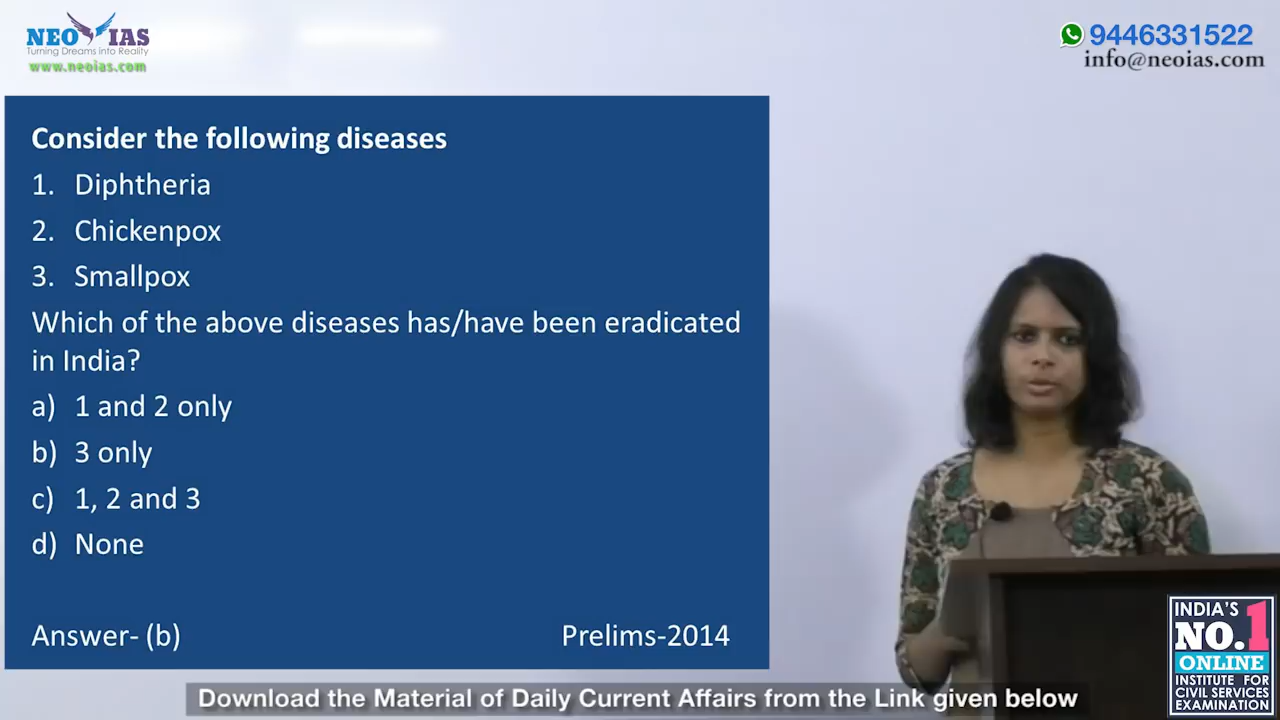 NEO IAS
Turning Dreams into Reality
www.neoias.com
9446331522
info@neoias.com
Consider the following diseases
1. Diphtheria
2. Chickenpox
3. Smallpox
Which of the above diseases has/have been eradicated
in India?
a) 1 and 2 only
b) 3 only
c) 1, 2 and 3
d) None
Answer- (b) Prelims-2014
INDIA'S
NO.1
ONLINE
INSTITUTE FOR
CIVIL SERVICES
EXAMINATION
Download the Material of Daily Current Affairs from the Link given below